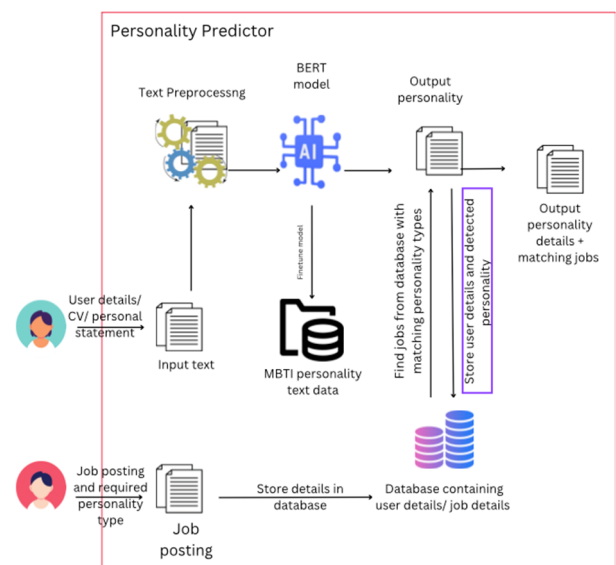 Personality Predictor
BERT
model
Text Preprocessng
Output
personality
AI
Output
personality
details +
matching jobs
Finetune model
Find jobs from database with
matching personality types
Store user details and detected
personality
User details/
CV/ personal
statement
Input text
MBTI personality
text data
Job posting
and required
personality
type
Job
posting
Store details in
database
Database containing
user details/ job details